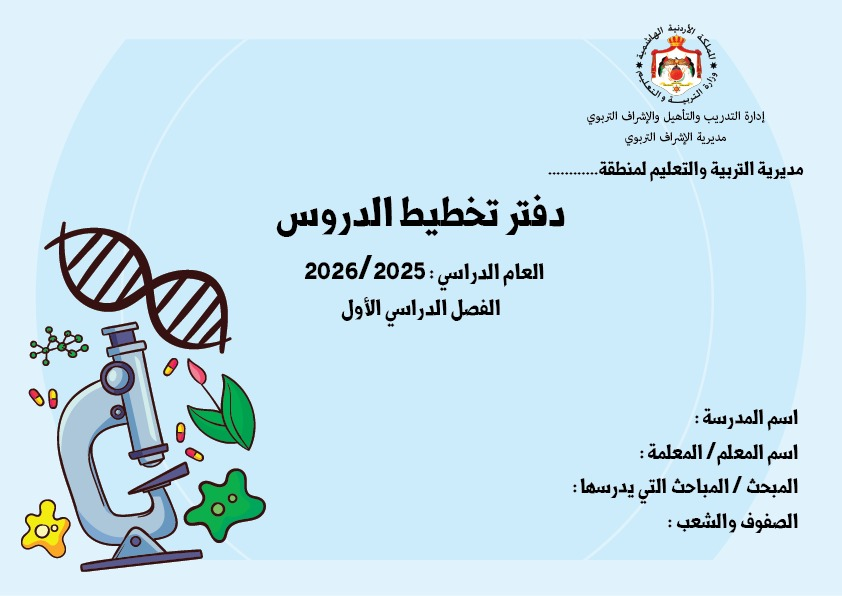 المملكة الأردنية الهاشمية
وزارة التربية والتعليم
إدارة التدريب والتأهيل والإشراف التربوي
مديرية الإشراف التربوي
مديرية التربية والتعليم لمنطقة............
دفتر تخطيط الدروس
العام الدراسي : 2026/2025
الفصل الدراسي الأول
اسم المدرسة :
اسم المعلم/ المعلمة :
المبحث / المباحث التي يدرسها :
الصفوف والشعب :